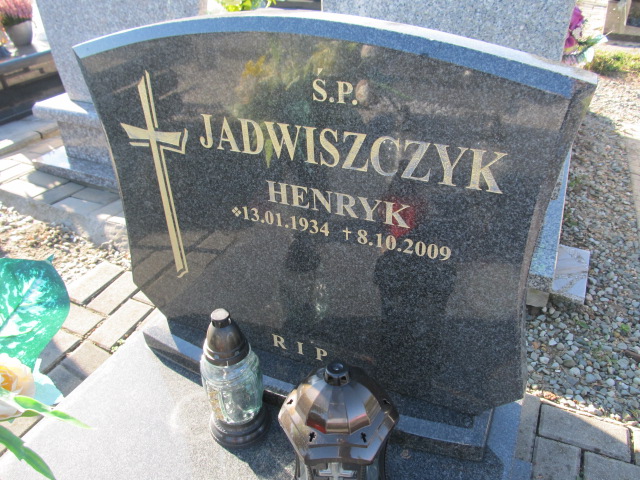 Ś.P.
JADWISZCZYK
HENRYK
❖13.01.1934 ✝8.10.2009
R I P